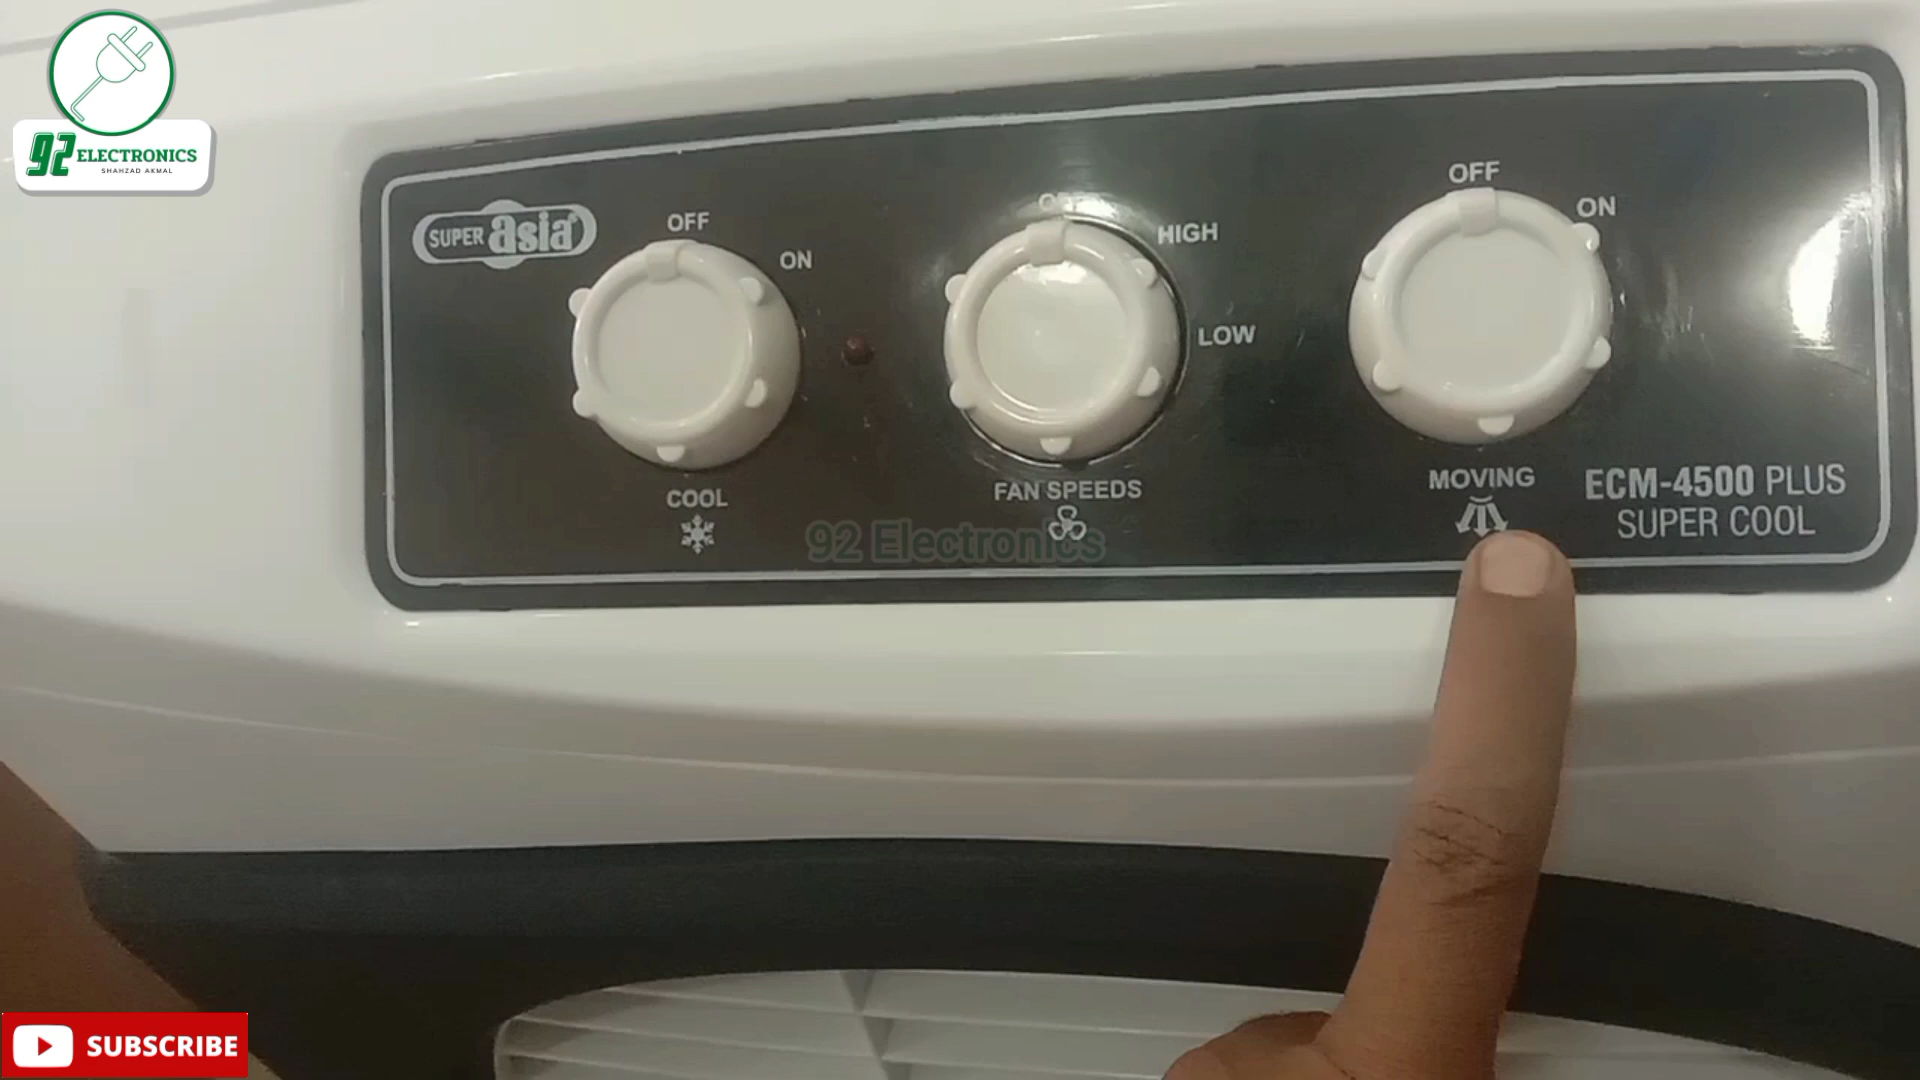 92 ELECTRONICS
SHAHZAD AKMAL
SUPER asia
OFF
ON
COOL
HIGH
LOW
FAN SPEEDS
OFF
ON
MOVING
ECM-4500 PLUS
SUPER COOL
92 Electronics
SUBSCRIBE